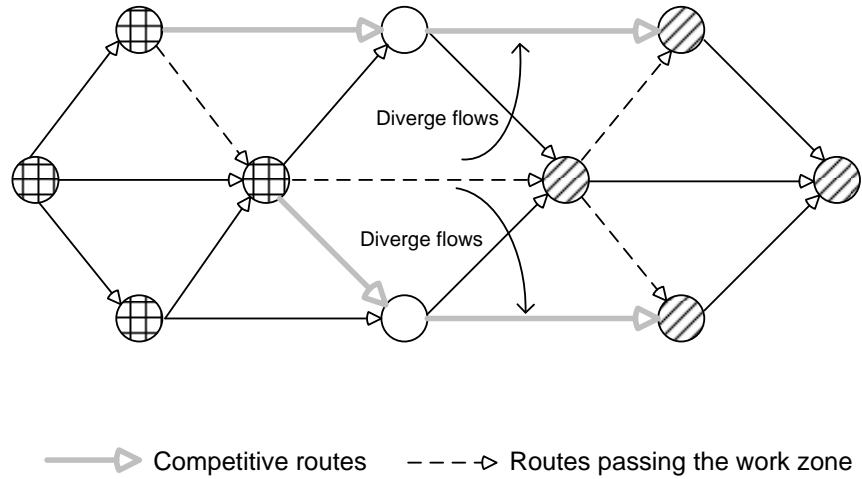 Diverge flows
Diverge flows
Competitive routes
Routes passing the work zone